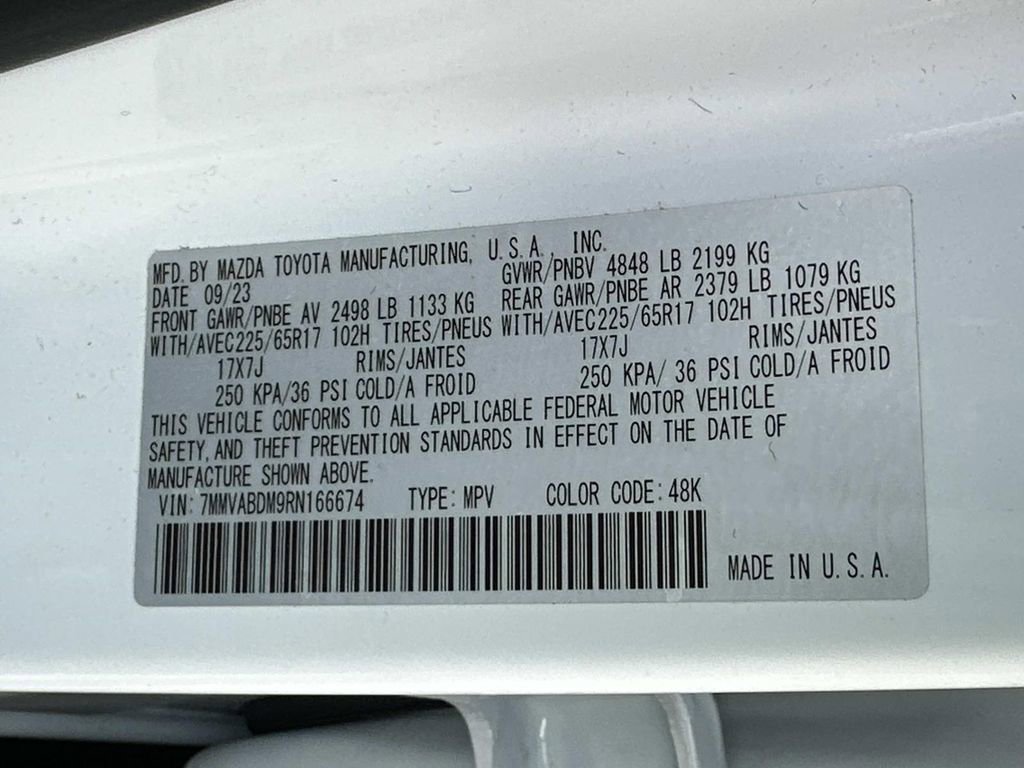 MFD. BY MAZDA TOYOTA MANUFACTURING, U.S.A., INC.
DATE 09/23 GVWR/PNBV 4848 LB 2199 KG
FRONT GAWR/PNBE AV 2498 LB 1133 KG REAR GAWR/PNBE AR 2379 LB 1079 KG
WITH/AVEC225/65R17 102H TIRES/PNEUS WITH/AVEC225/65R17 102H TIRES/PNEUS
17X7J RIMS/JANTES 17X7J RIMS/JANTES
250 KPA/36 PSI COLD/A FROID 250 KPA/ 36 PSI COLD/A FROID
THIS VEHICLE CONFORMS TO ALL APPLICABLE FEDERAL MOTOR VEHICLE
SAFETY, AND THEFT PREVENTION STANDARDS IN EFFECT ON THE DATE OF
MANUFACTURE SHOWN ABOVE.
VIN: 7MMVABDM9RN166674 TYPE: MPV COLOR CODE: 48K
MADE IN U.S.A.